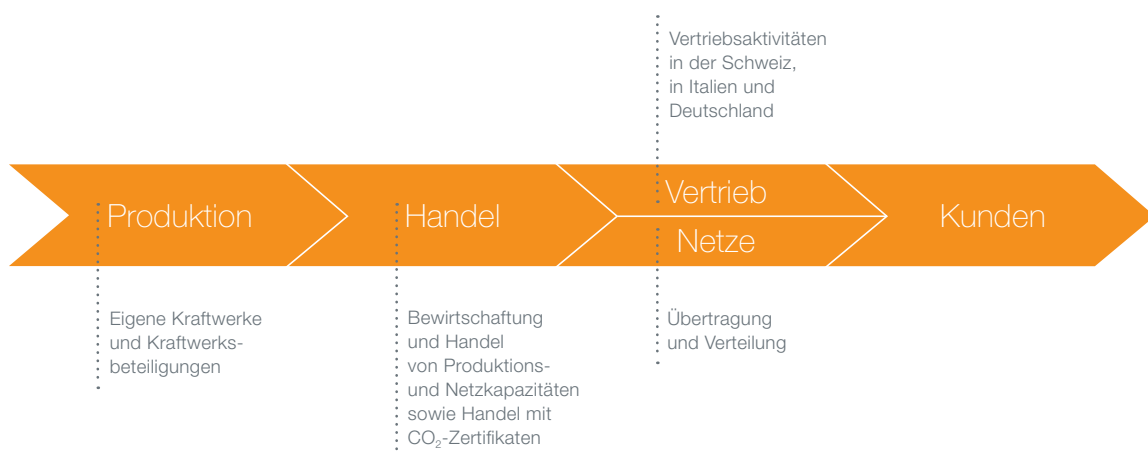 Vertriebsaktivitäten
in der Schweiz,
in Italien und
Deutschland
Produktion
Handel
Vertrieb
Netze
Kunden
Eigene Kraftwerke
und Kraftwerks-
beteiligungen
Bewirtschaftung
und Handel
von Produktions-
und Netzkapazitäten
sowie Handel mit
CO₂-Zertifikaten
Übertragung
und Verteilung